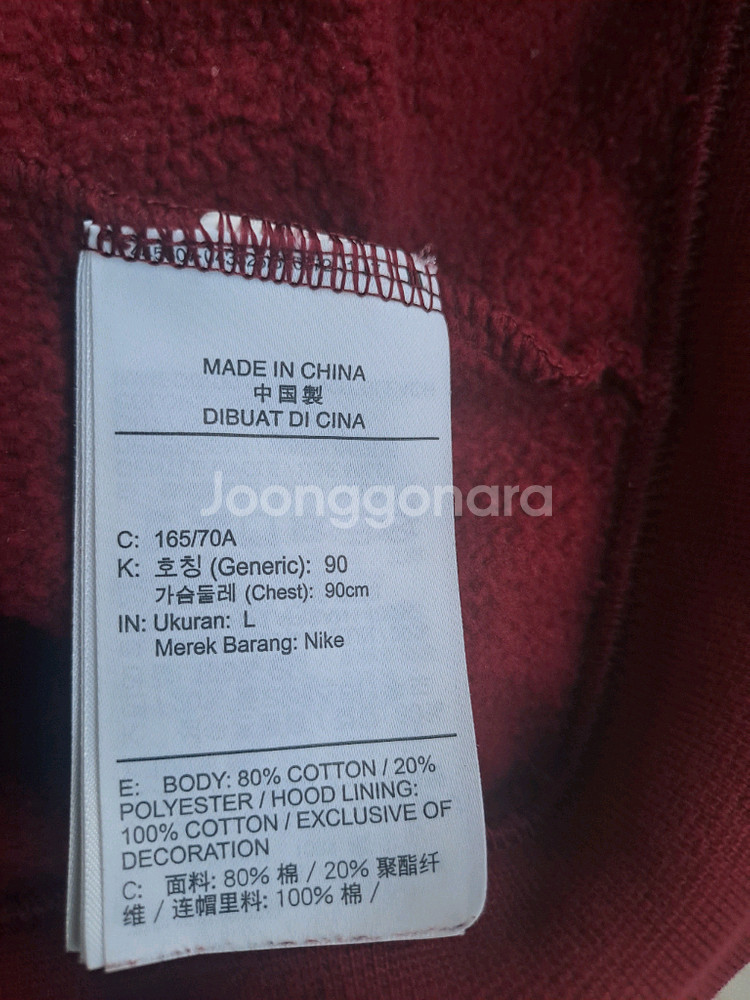 MADE IN CHINA
中国製
DIBUAT DI CINA
Joonggonara
C: 165/70A
K: 호칭 (Generic): 90
가슴둘레 (Chest): 90cm
IN: Ukuran: L
Merek Barang: Nike
E: BODY: 80% COTTON / 20%
POLYESTER / HOOD LINING:
100% COTTON / EXCLUSIVE OF
DECORATION
C: 面料: 80% 棉 / 20% 聚酯纤
维 / 连帽里料: 100% 棉 /